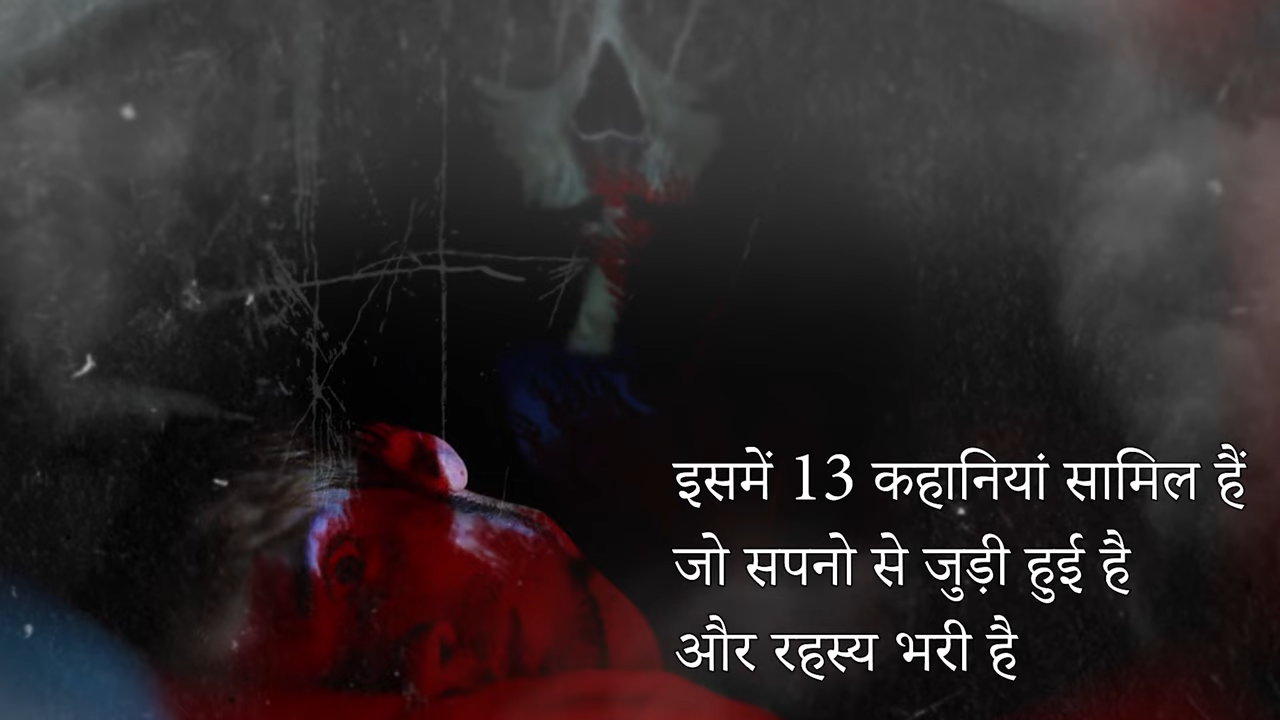 इसमें 13 कहानियां सामिल हैं
जो सपनो से जुड़ी हुई है
और रहस्य भरी है